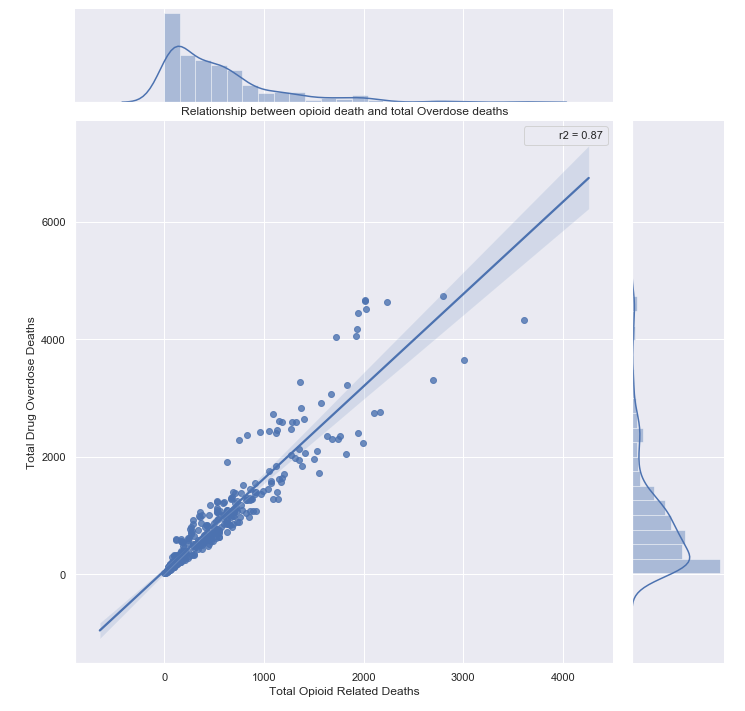 Relationship between opioid death and total Overdose deaths
r2 = 0.87
6000
4000
2000
0
Total Drug Overdose Deaths
0 1000 2000 3000 4000
Total Opioid Related Deaths